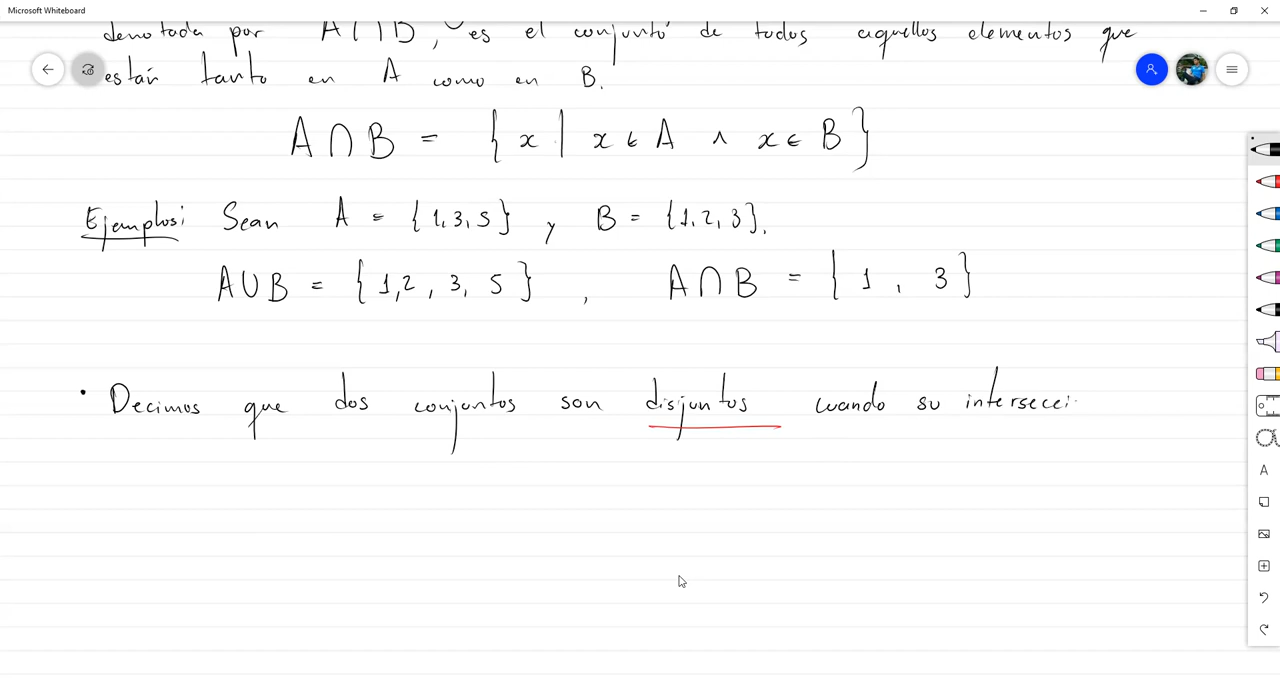 Microsoft Whiteboard
denotada por A∩B, es el conjunto de todos aquellos elementos que
están tanto en A como en B.
A∩B = {x | x ∈ A ∧ x ∈ B}
Ejemplos: Sean A = {1,3,5} y B = {1,2,3}.
A∪B = {1,2,3,5}, A∩B = {1, 3}
• Decimos que dos conjuntos son disjuntos cuando su interseci
A